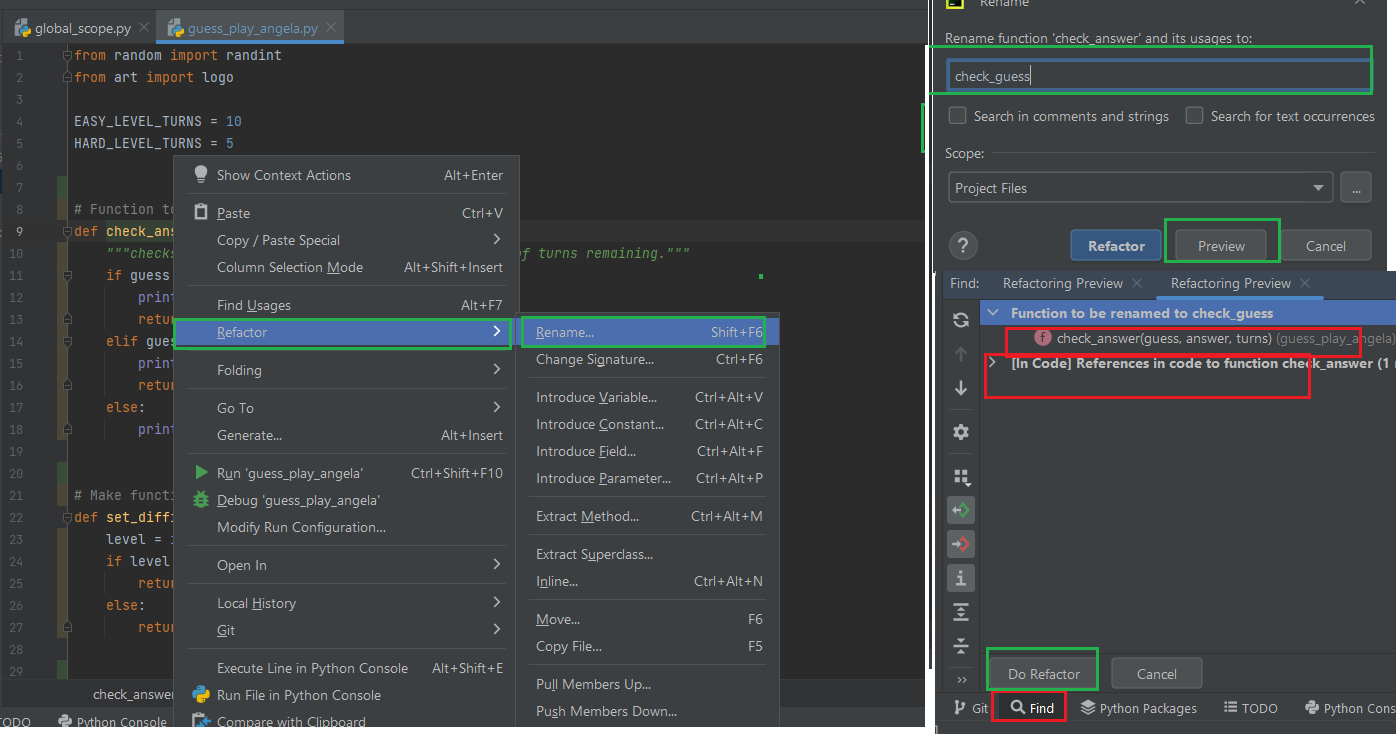 global_scope.py
guess_play_angela.py
1 from random import randint
2 from art import logo
3
4 EASY_LEVEL_TURNS = 10
5 HARD_LEVEL_TURNS = 5
6
7
8 # Function to
9 def check_ans
10 """checks f turns remaining."""
11 if guess
12 print
13 retu
14 elif gues
15 print
16 retu
17 else:
18 print
19
20
21 # Make functi
22 def set_diffi
23 level = i
24 if level
25 retur
26 else:
27 retur
28
29
check_answer
TODO
Python Console
Show Context Actions Alt+Enter
Paste Ctrl+V
Copy / Paste Special
Column Selection Mode Alt+Shift+Insert
Find Usages Alt+F7
Refactor
Folding
Go To
Generate... Alt+Insert
Run 'guess_play_angela' Ctrl+Shift+F10
Debug 'guess_play_angela'
Modify Run Configuration...
Open In
Local History
Git
Execute Line in Python Console Alt+Shift+E
Run File in Python Console
Compare with Clipboard
Rename... Shift+F6
Change Signature... Ctrl+F6
Introduce Variable... Ctrl+Alt+V
Introduce Constant... Ctrl+Alt+C
Introduce Field... Ctrl+Alt+F
Introduce Parameter... Ctrl+Alt+P
Extract Method... Ctrl+Alt+M
Extract Superclass...
Inline... Ctrl+Alt+N
Move... F6
Copy File... F5
Pull Members Up...
Push Members Down...
Rename
Rename function 'check_answer' and its usages to:
check_guess
Search in comments and strings
Search for text occurrences
Scope:
Project Files
...
?
Refactor
Preview
Cancel
Find: Refactoring Preview Refactoring Preview
Function to be renamed to check_guess
f check_answer(guess, answer, turns) (guess_play_angela)
[In Code] References in code to function check_answer (1
Do Refactor
Cancel
Git
Find
Python Packages
TODO
Python Cons